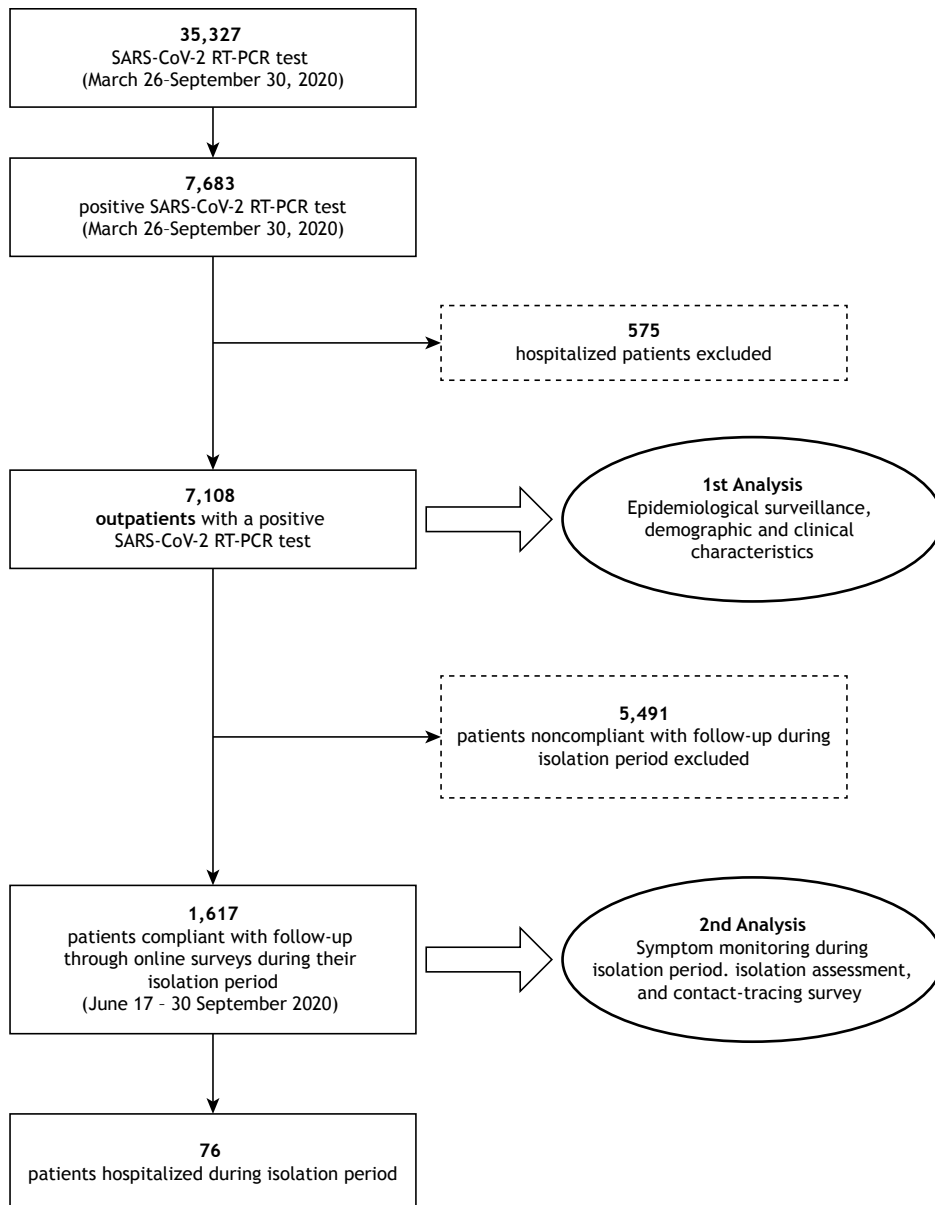 35,327
SARS-CoV-2 RT-PCR test
(March 26–September 30, 2020)
7,683
positive SARS-CoV-2 RT-PCR test
(March 26–September 30, 2020)
575
hospitalized patients excluded
7,108
outpatients with a positive
SARS-CoV-2 RT-PCR test
1st Analysis
Epidemiological surveillance,
demographic and clinical
characteristics
5,491
patients noncompliant with follow-up during
isolation period excluded
1,617
patients compliant with follow-up
through online surveys during their
isolation period
(June 17 – 30 September 2020)
2nd Analysis
Symptom monitoring during
isolation period. isolation assessment,
and contact-tracing survey
76
patients hospitalized during isolation period